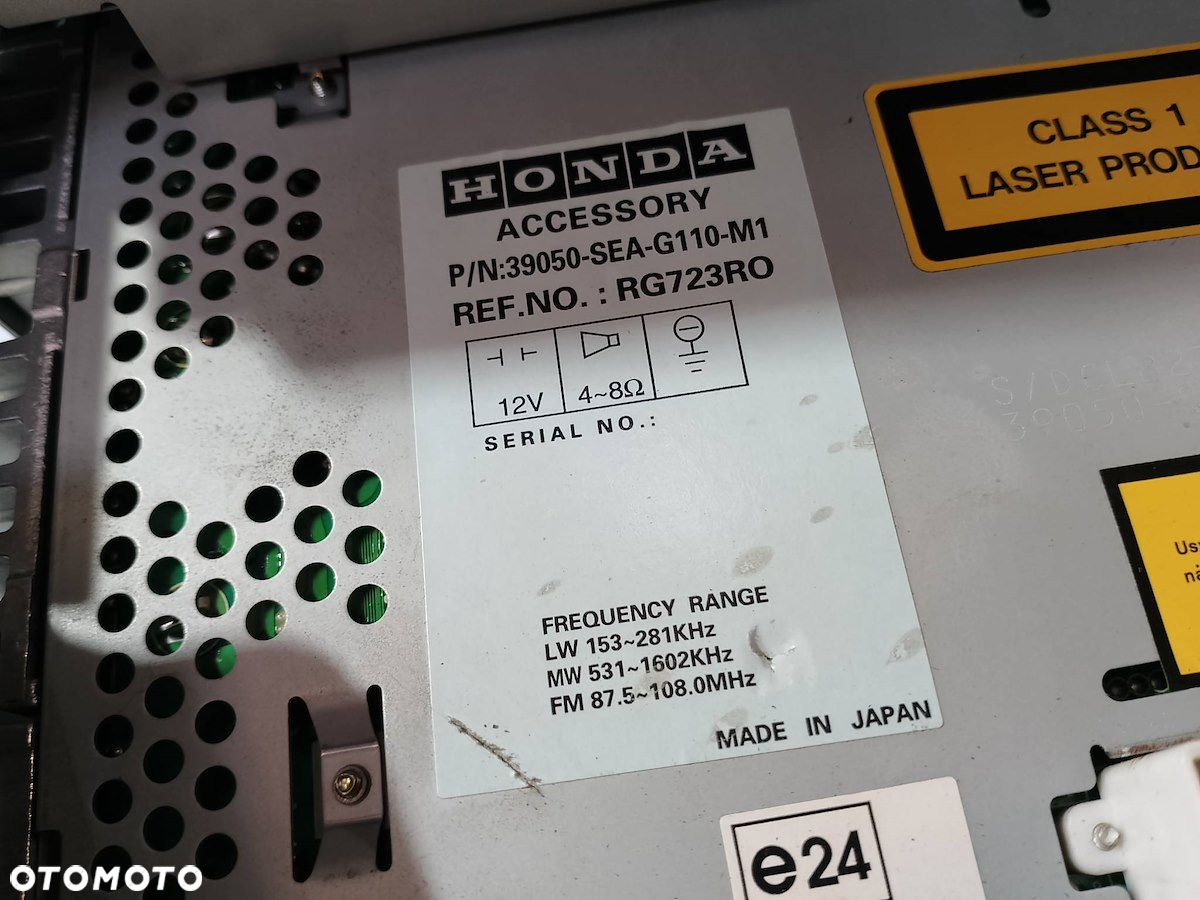 HONDA
ACCESSORY
P/N:39050-SEA-G110-M1
REF.NO. : RG723RO
12V
4~8Ω
SERIAL NO.:
FREQUENCY RANGE
LW 153~281KHz
MW 531~1602KHz
FM 87.5~108.0MHz
MADE IN JAPAN
CLASS 1
LASER PROD
39050
e24
OTOMOTO